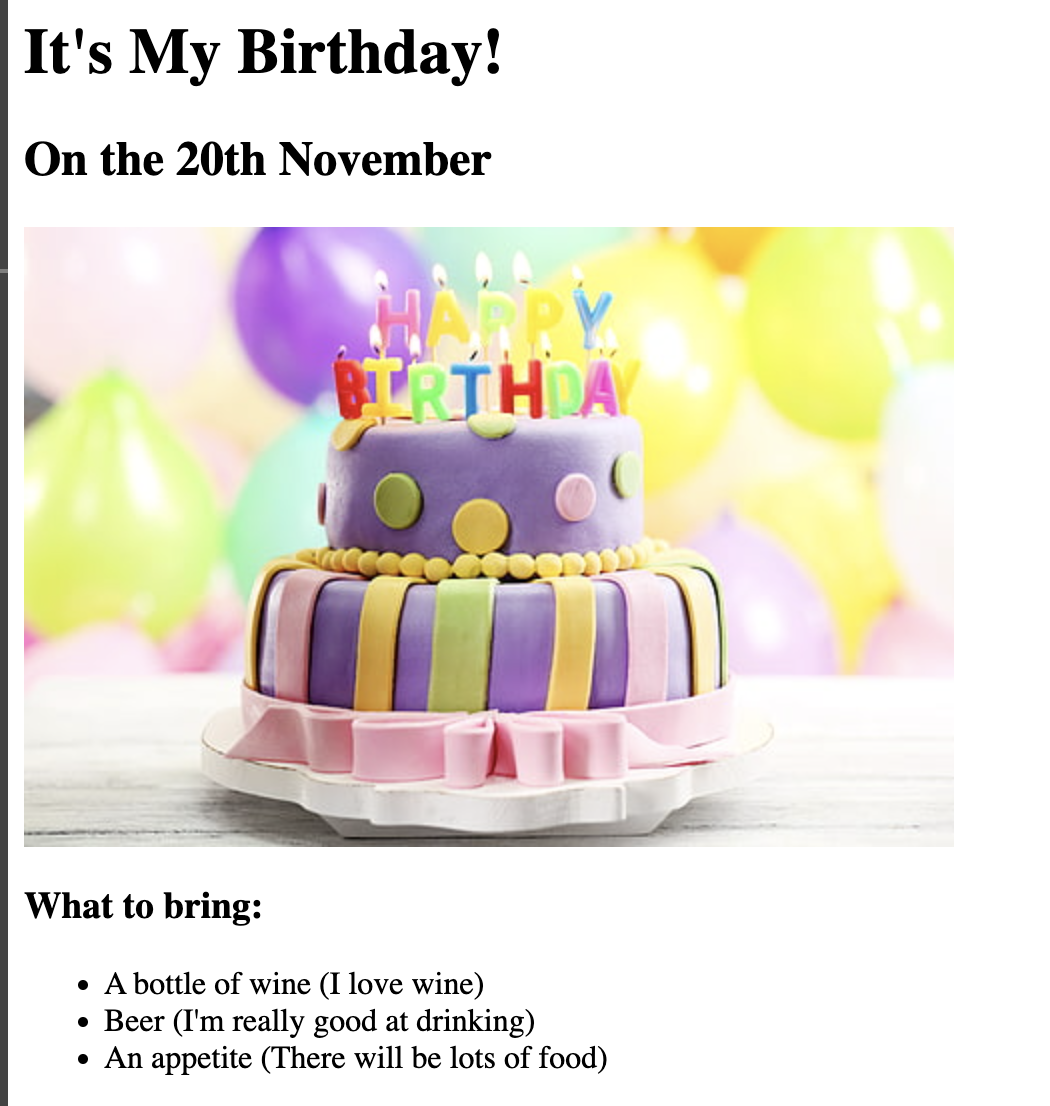 It's My Birthday!
On the 20th November
HAPPY
BIRTHDAY
What to bring:
A bottle of wine (I love wine)
Beer (I'm really good at drinking)
An appetite (There will be lots of food)